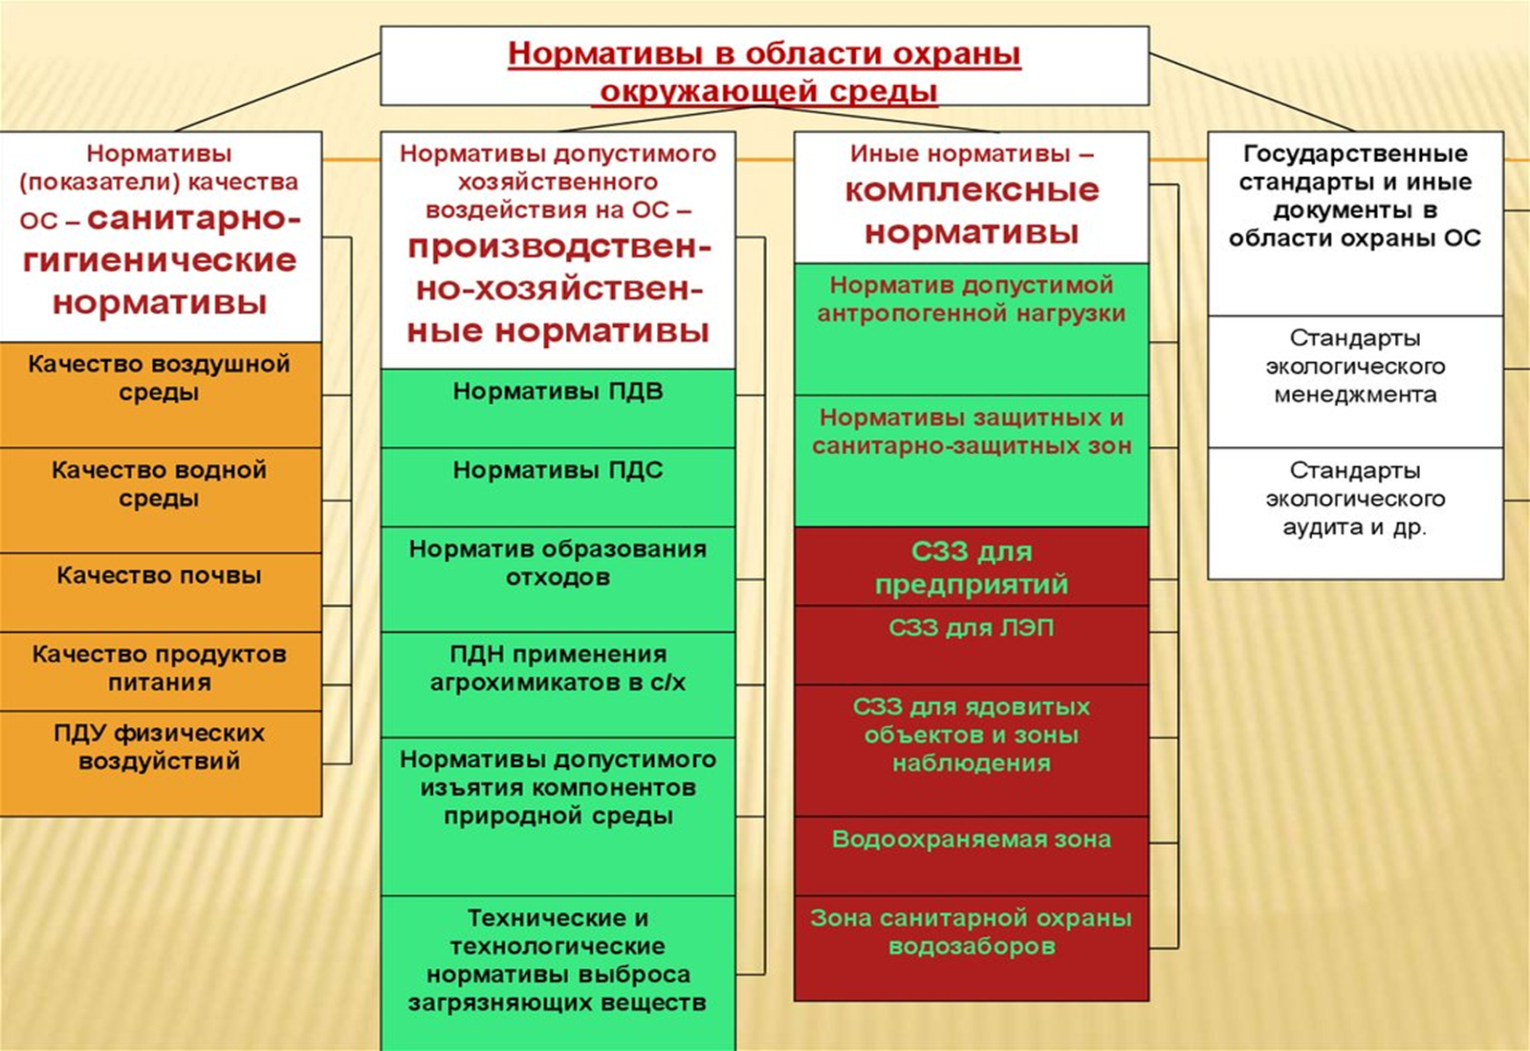 Нормативы в области охраны
окружающей среды
Нормативы
(показатели) качества
ОС – санитарно-
гигиенические
нормативы
Качество воздушной
среды
Качество водной
среды
Качество почвы
Качество продуктов
питания
ПДУ физических
воздуйствий
Нормативы допустимого
хозяйственного
воздействия на ОС –
производствен-
но-хозяйствен-
ные нормативы
Нормативы ПДВ
Нормативы ПДС
Норматив образования
отходов
ПДН применения
агрохимикатов в с/х
Нормативы допустимого
изъятия компонентов
природной среды
Технические и
технологические
нормативы выброса
загрязняющих веществ
Иные нормативы –
комплексные
нормативы
Норматив допустимой
антропогенной нагрузки
Нормативы защитных и
санитарно-защитных зон
СЗЗ для
предприятий
СЗЗ для ЛЭП
СЗЗ для ядовитых
объектов и зоны
наблюдения
Водоохраняемая зона
Зона санитарной охраны
водозаборов
Государственные
стандарты и иные
документы в
области охраны ОС
Стандарты
экологического
менеджмента
Стандарты
экологического
аудита и др.